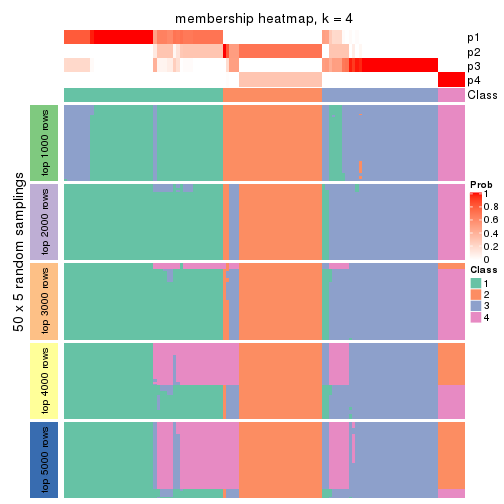 membership heatmap, k = 4
p1
p2
p3
p4
Class
50 x 5 random samplings
top 1000 rows
top 2000 rows
top 3000 rows
top 4000 rows
top 5000 rows
Prob
1
0.8
0.6
0.4
0.2
0
Class
1
2
3
4